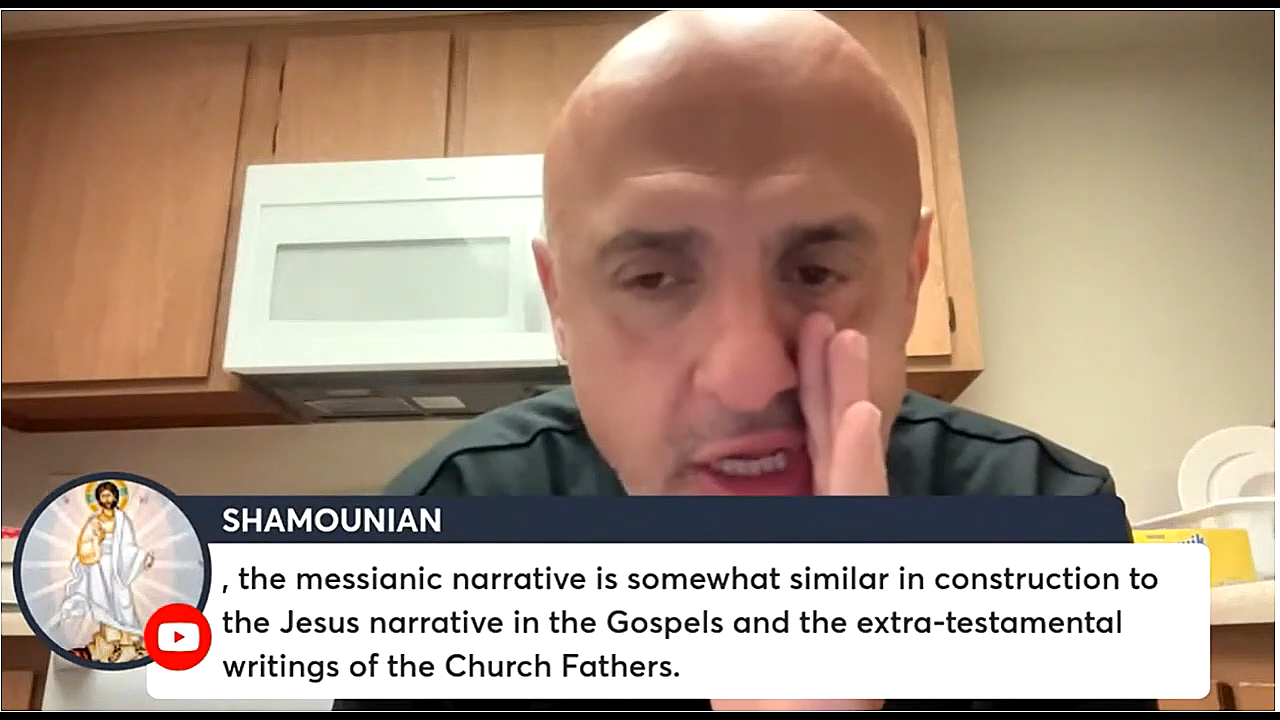 SHAMOUNIAN
, the messianic narrative is somewhat similar in construction to
the Jesus narrative in the Gospels and the extra-testamental
writings of the Church Fathers.